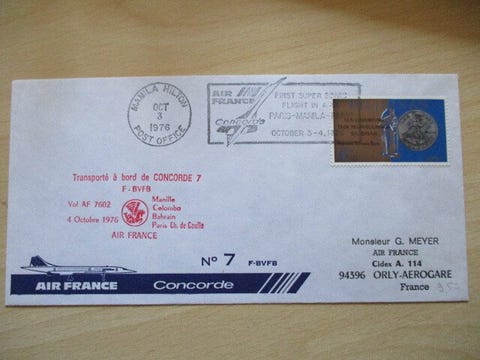 MANILA HILTON
OCT
3
1976
POST OFFICE
AIR
FRANCE
Concorde
FIRST SUPER SONIC
FLIGHT IN A
PARIS-MANILA-
OCTOBER 3-4,
Transporté à bord de CONCORDE 7
F-BVFB
Vol AF 7602
4 Octobre 1976
Manille
Colombo
Bahrain
Paris Ch. de Gaulle
AIR FRANCE
N° 7 F-BVFB
AIR FRANCE Concorde
Monsieur G. MEYER
AIR FRANCE
Cidex A. 114
94396 ORLY-AEROGARE
France